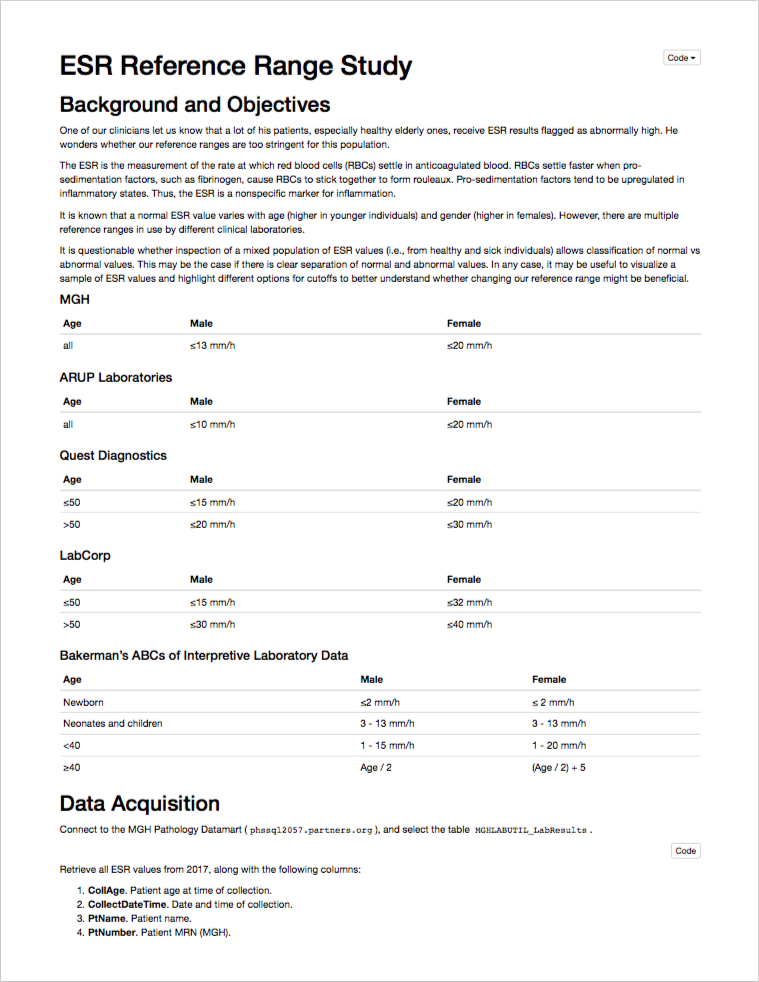 ESR Reference Range Study
Code
Background and Objectives
One of our clinicians let us know that a lot of his patients, especially healthy elderly ones, receive ESR results flagged as abnormally high. He
wonders whether our reference ranges are too stringent for this population.
The ESR is the measurement of the rate at which red blood cells (RBCs) settle in anticoagulated blood. RBCs settle faster when pro-
sedimentation factors, such as fibrinogen, cause RBCs to stick together to form rouleaux. Pro-sedimentation factors tend to be upregulated in
inflammatory states. Thus, the ESR is a nonspecific marker for inflammation.
It is known that a normal ESR value varies with age (higher in younger individuals) and gender (higher in females). However, there are multiple
reference ranges in use by different clinical laboratories.
It is questionable whether inspection of a mixed population of ESR values (i.e., from healthy and sick individuals) allows classification of normal vs
abnormal values. This may be the case if there is clear separation of normal and abnormal values. In any case, it may be useful to visualize a
sample of ESR values and highlight different options for cutoffs to better understand whether changing our reference range might be beneficial.
MGH
Age Male Female
all ≤13 mm/h ≤20 mm/h
ARUP Laboratories
Age Male Female
all ≤10 mm/h ≤20 mm/h
Quest Diagnostics
Age Male Female
≤50 ≤15 mm/h ≤20 mm/h
>50 ≤20 mm/h ≤30 mm/h
LabCorp
Age Male Female
≤50 ≤15 mm/h ≤32 mm/h
>50 ≤30 mm/h ≤40 mm/h
Bakerman's ABCs of Interpretive Laboratory Data
Age Male Female
Newborn ≤2 mm/h ≤ 2 mm/h
Neonates and children 3 - 13 mm/h 3 - 13 mm/h
<40 1 - 15 mm/h 1 - 20 mm/h
≥40 Age / 2 (Age / 2) + 5
Data Acquisition
Connect to the MGH Pathology Datamart ( phssql2057.partners.org ), and select the table MGHLABUTIL_LabResults .
Code
Retrieve all ESR values from 2017, along with the following columns:
1. CollAge. Patient age at time of collection.
2. CollectDateTime. Date and time of collection.
3. PtName. Patient name.
4. PtNumber. Patient MRN (MGH).